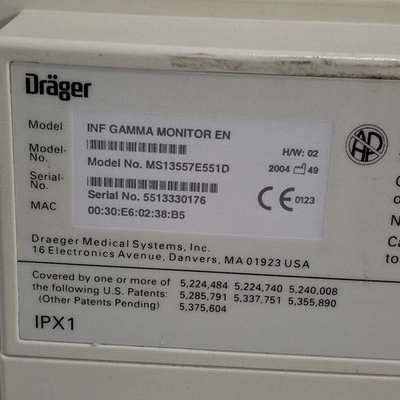 Dräger
Model INF GAMMA MONITOR EN
H/W: 02
Model-No. Model No. MS13557E551D
2004 49
Serial-No. Serial No. 5513330176
CE 0123
MAC 00:30:E6:02:38:B5
Draeger Medical Systems, Inc.
16 Electronics Avenue, Danvers, MA 01923 USA
Covered by one or more of 5,224,484 5,224,740 5,240,008
the following U.S. Patents: 5,285,791 5,337,751 5,355,890
(Other Patents Pending) 5,375,604
IPX1